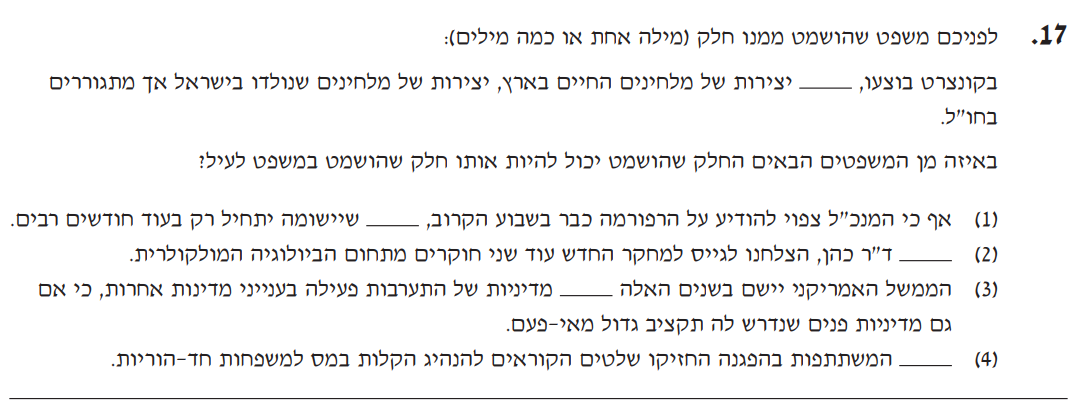 17. לפניכם משפט שהושמט ממנו חלק (מילה אחת או כמה מילים):
בקונצרט בוצעו, _____ יצירות של מלחינים החיים בארץ, יצירות של מלחינים שנולדו בישראל אך מתגוררים
בחו"ל.
באיזה מן המשפטים הבאים החלק שהושמט יכול להיות אותו חלק שהושמט במשפט לעיל?
(1) אף כי המנכ"ל צפוי להודיע על הרפורמה כבר בשבוע הקרוב, _____ שיישומה יתחיל רק בעוד חודשים רבים.
(2) _____ ד"ר כהן, הצלחנו לגייס למחקר החדש עוד שני חוקרים מתחום הביולוגיה המולקולרית.
(3) הממשל האמריקני יישם בשנים האלה _____ מדיניות של התערבות פעילה בענייני מדינות אחרות, כי אם
גם מדיניות פנים שנדרש לה תקציב גדול מאי-פעם.
(4) _____ המשתתפות בהפגנה החזיקו שלטים הקוראים להנהיג הקלות במס למשפחות חד-הוריות.